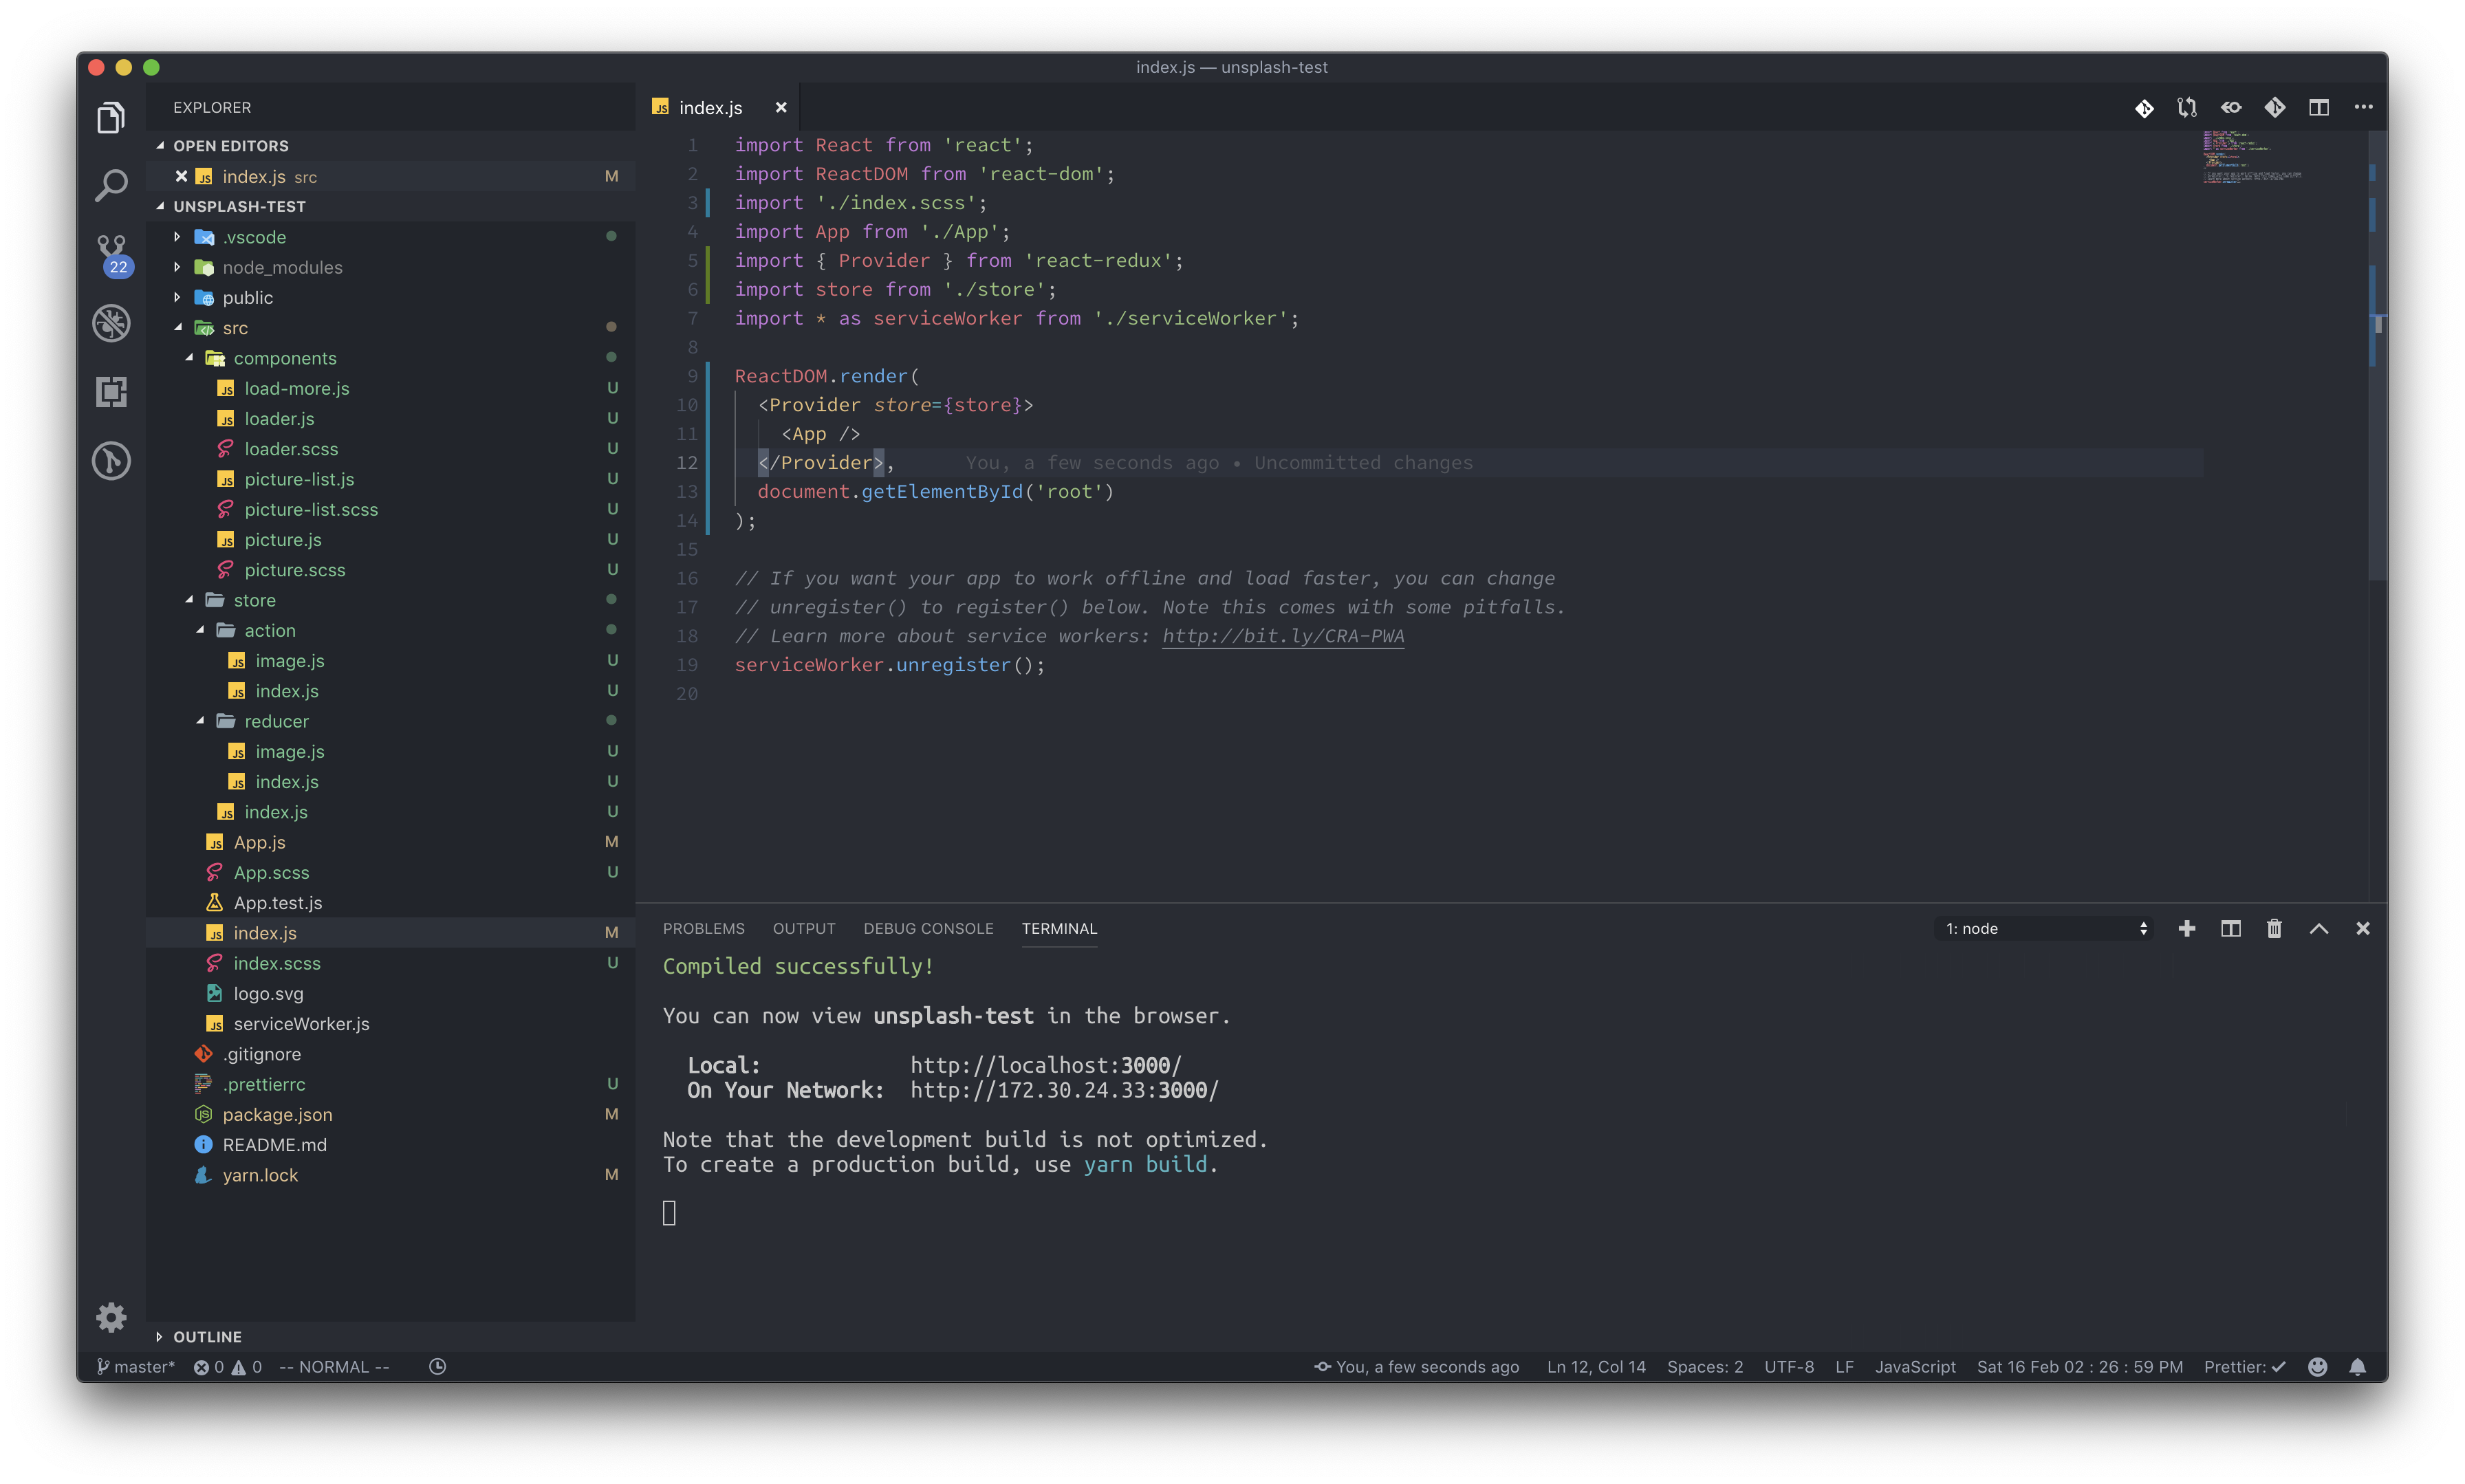 index.js — unsplash-test
EXPLORER
OPEN EDITORS
index.js src M
UNSPLASH-TEST
.vscode
node_modules
public
src
components
load-more.js U
loader.js U
loader.scss U
picture-list.js U
picture-list.scss U
picture.js U
picture.scss U
store
action
image.js U
index.js U
reducer
image.js U
index.js U
index.js U
App.js M
App.scss U
App.test.js
index.js M
index.scss U
logo.svg
serviceWorker.js
.gitignore
.prettierrc U
package.json M
README.md
yarn.lock M
OUTLINE
22
index.js
1 import React from 'react';
2 import ReactDOM from 'react-dom';
3 import './index.scss';
4 import App from './App';
5 import { Provider } from 'react-redux';
6 import store from './store';
7 import * as serviceWorker from './serviceWorker';
8
9 ReactDOM.render(
10 <Provider store={store}>
11 <App />
12 </Provider>, You, a few seconds ago • Uncommitted changes
13 document.getElementById('root')
14 );
15
16 // If you want your app to work offline and load faster, you can change
17 // unregister() to register() below. Note this comes with some pitfalls.
18 // Learn more about service workers: http://bit.ly/CRA-PWA
19 serviceWorker.unregister();
20
PROBLEMS OUTPUT DEBUG CONSOLE TERMINAL 1: node
Compiled successfully!
You can now view unsplash-test in the browser.
Local: http://localhost:3000/
On Your Network: http://172.30.24.33:3000/
Note that the development build is not optimized.
To create a production build, use yarn build.
master* 0 0 -- NORMAL -- You, a few seconds ago Ln 12, Col 14 Spaces: 2 UTF-8 LF JavaScript Sat 16 Feb 02 : 26 : 59 PM Prettier: ✓